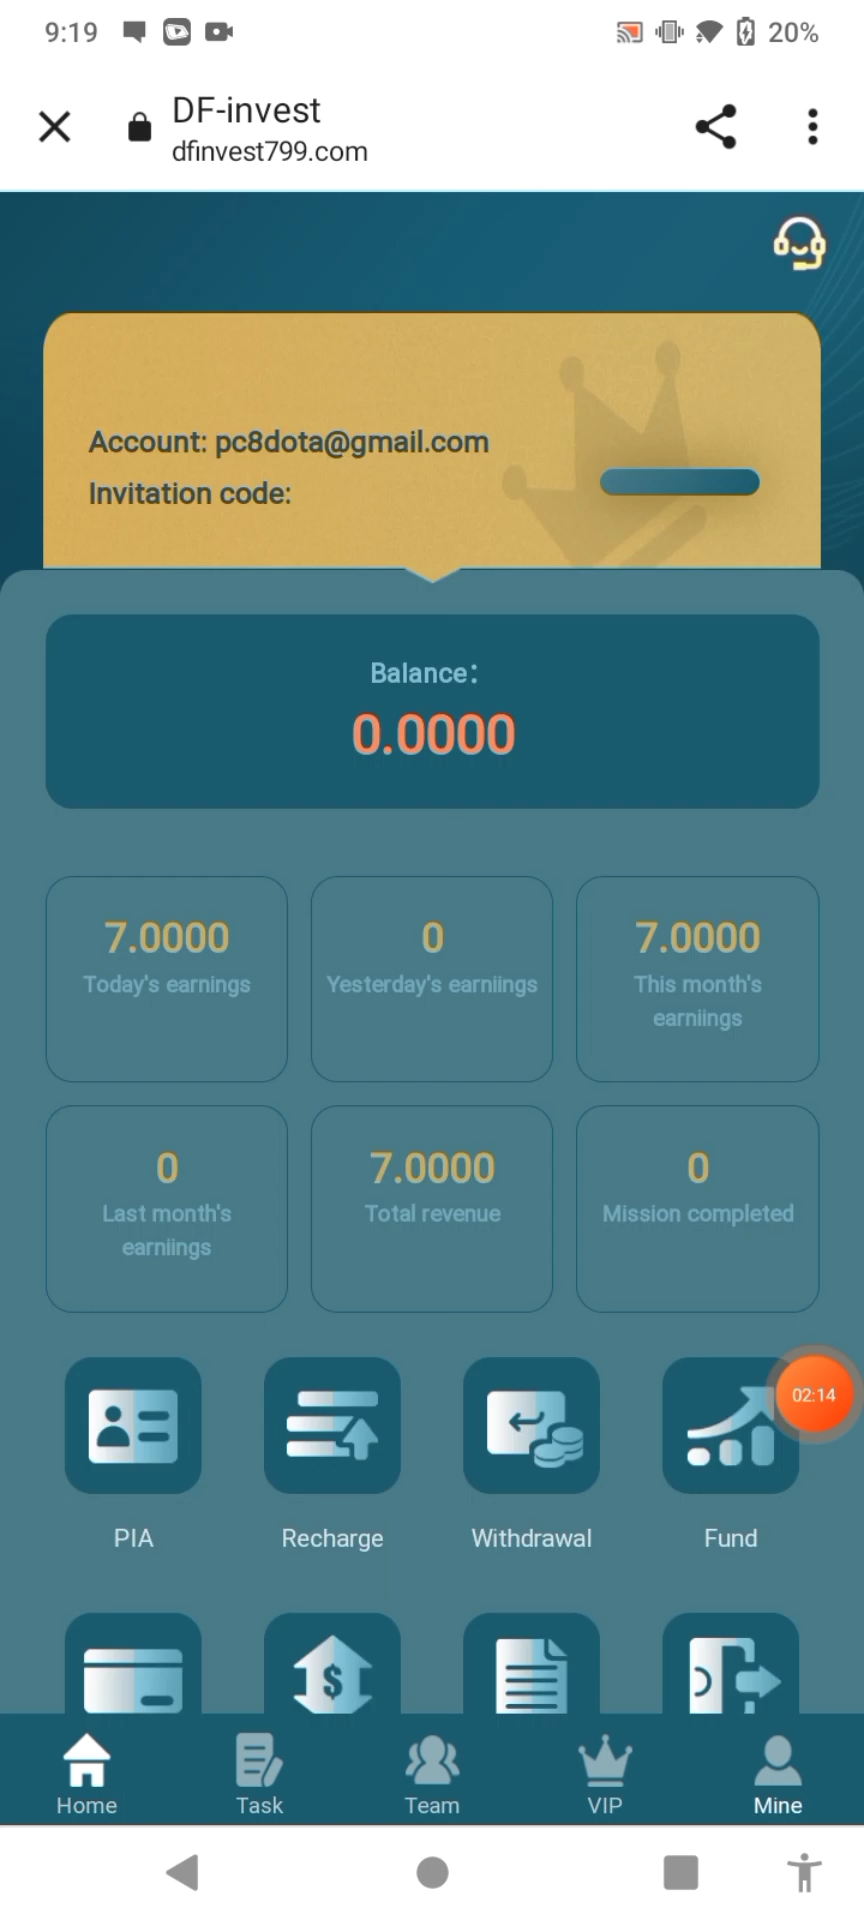 9:19
20%
DF-invest
dfinvest799.com
Account: pc8dota@gmail.com
Invitation code:
Balance:
0.0000
7.0000
Today's earnings
0
Yesterday's earniings
7.0000
This month's
earniings
0
Last month's
earniings
7.0000
Total revenue
0
Mission completed
02:14
PIA
Recharge
Withdrawal
Fund
$
Home
Task
Team
VIP
Mine